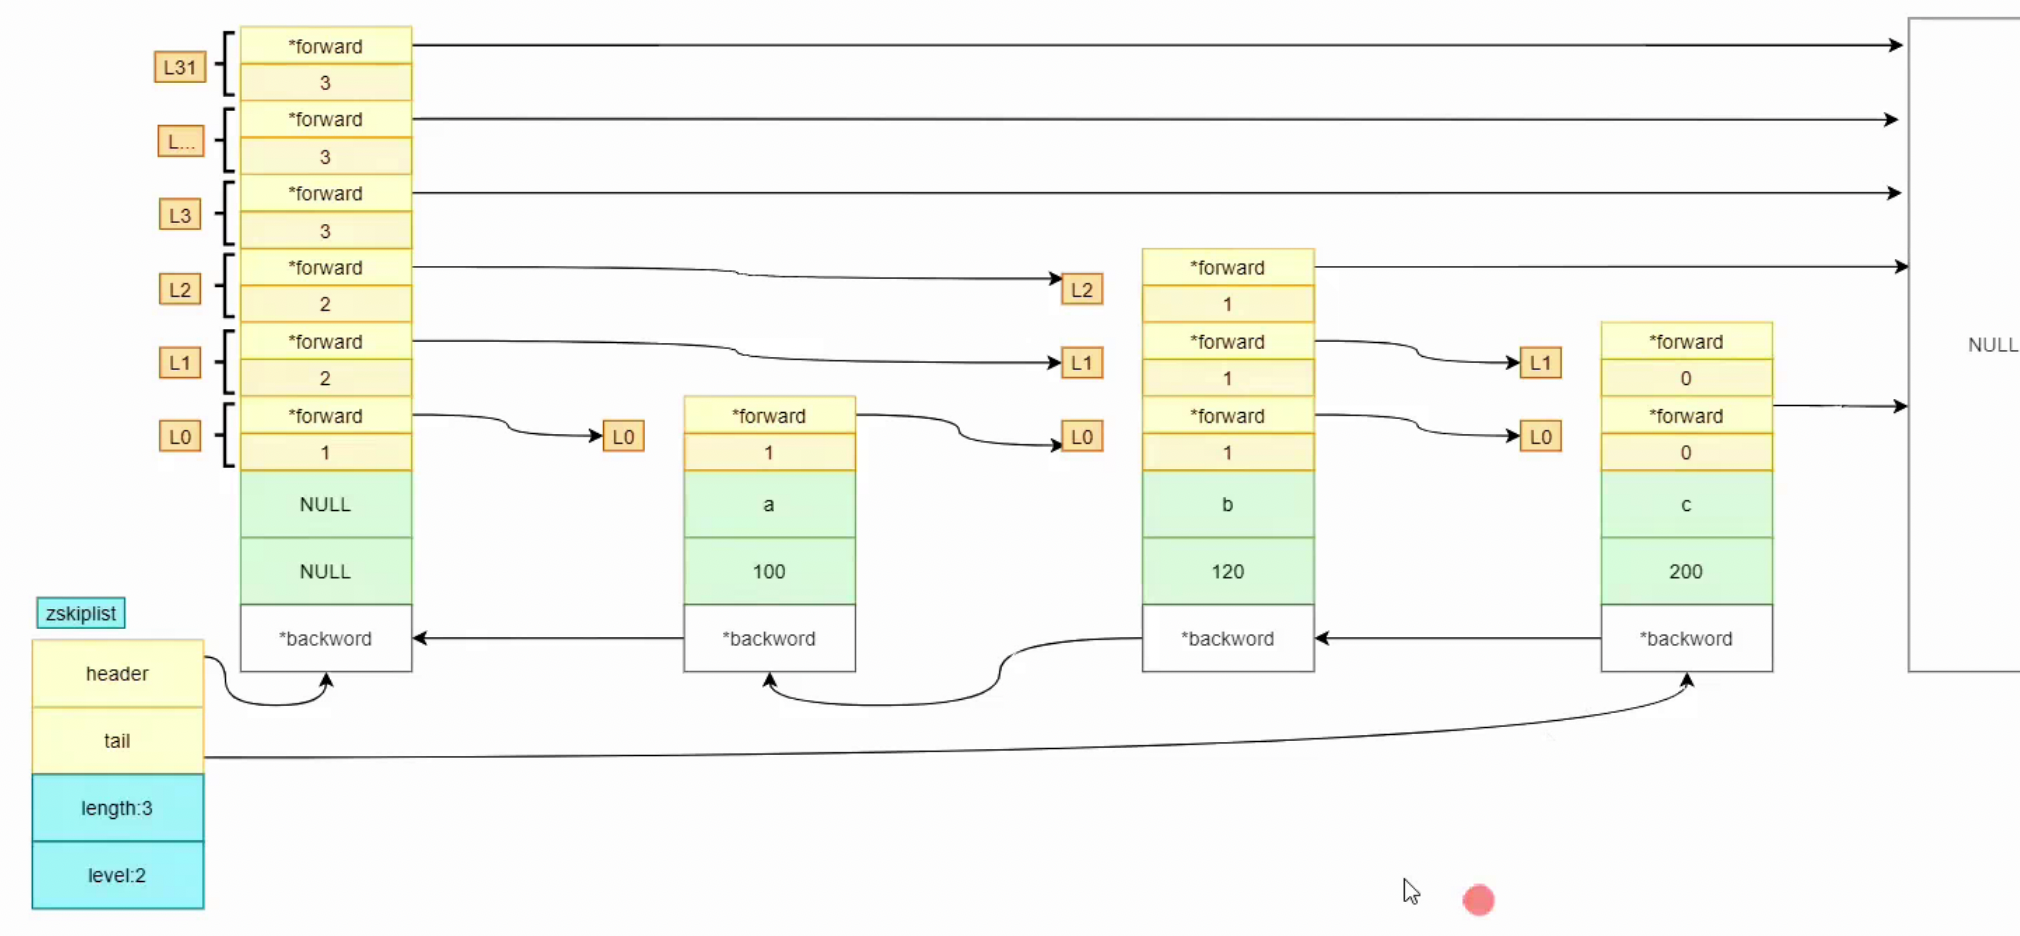 L31
*forward
3
L...
*forward
3
L3
*forward
3
L2
*forward
2
L2
*forward
1
L1
*forward
2
L1
*forward
1
L1
*forward
0
NULL
L0
*forward
1
L0
*forward
1
L0
*forward
1
L0
*forward
0
NULL
a
b
c
NULL
100
120
200
*backword
*backword
*backword
*backword
zskiplist
header
tail
length:3
level:2